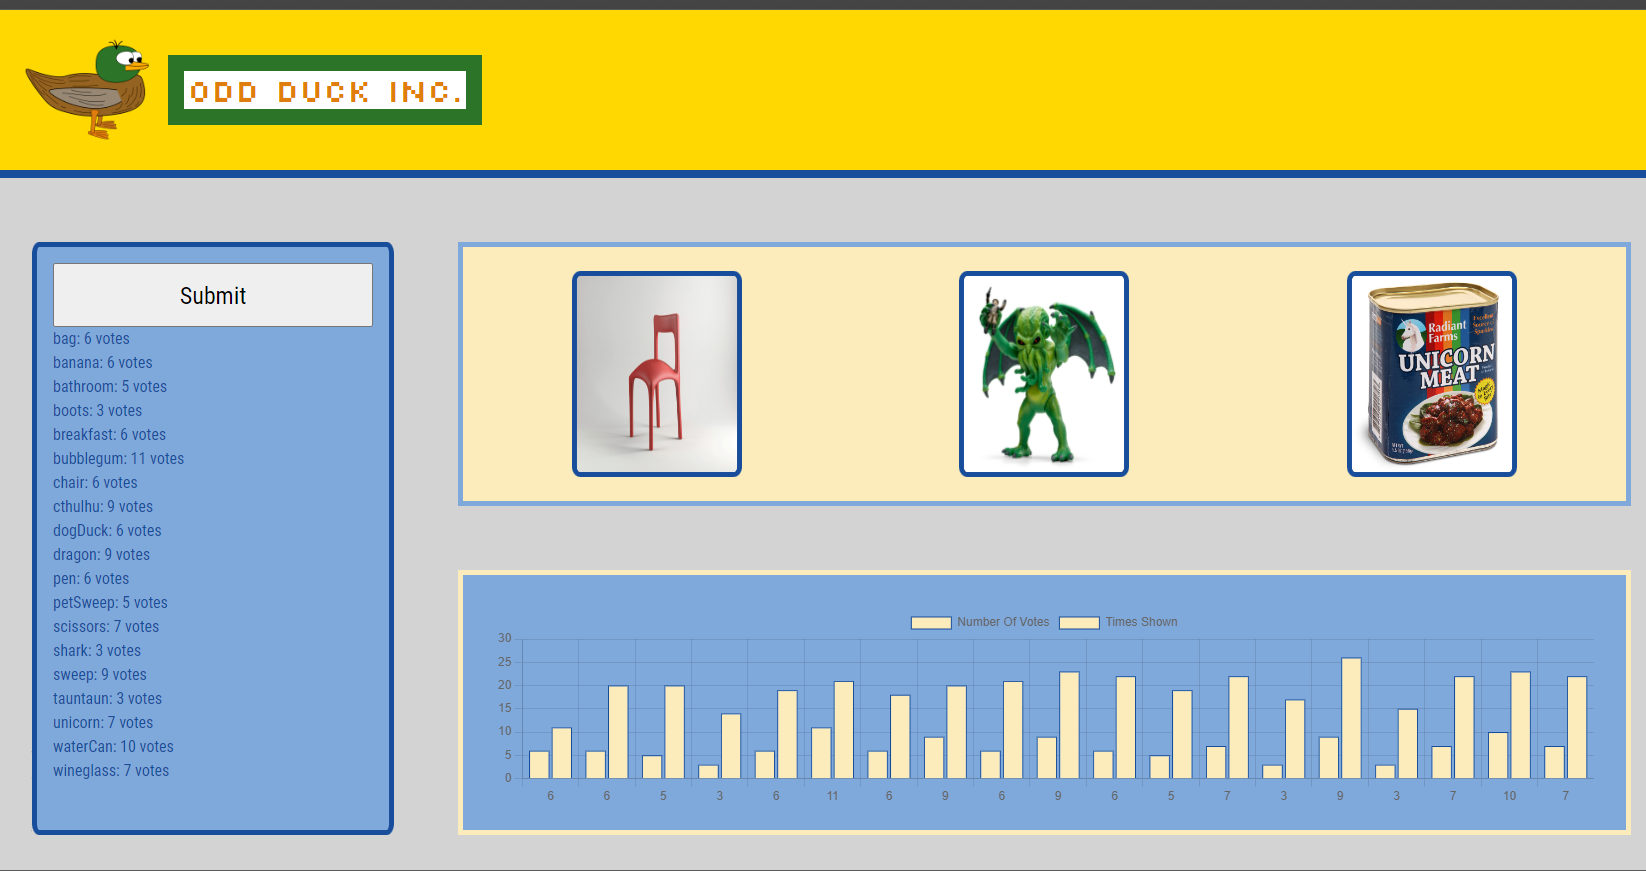 ODD DUCK INC.
Submit
bag: 6 votes
banana: 6 votes
bathroom: 5 votes
boots: 3 votes
breakfast: 6 votes
bubblegum: 11 votes
chair: 6 votes
cthulhu: 9 votes
dogDuck: 6 votes
dragon: 9 votes
pen: 6 votes
petSweep: 5 votes
scissors: 7 votes
shark: 3 votes
sweep: 9 votes
tauntaun: 3 votes
unicorn: 7 votes
waterCan: 10 votes
wineglass: 7 votes
Radiant
Farms
Excellent
Source of
Sparkles
UNICORN
MEAT
Number Of Votes Times Shown
30
25
20
15
10
5
0
6 6 5 3 6 11 6 9 6 9 6 5 7 3 9 3 7 10 7